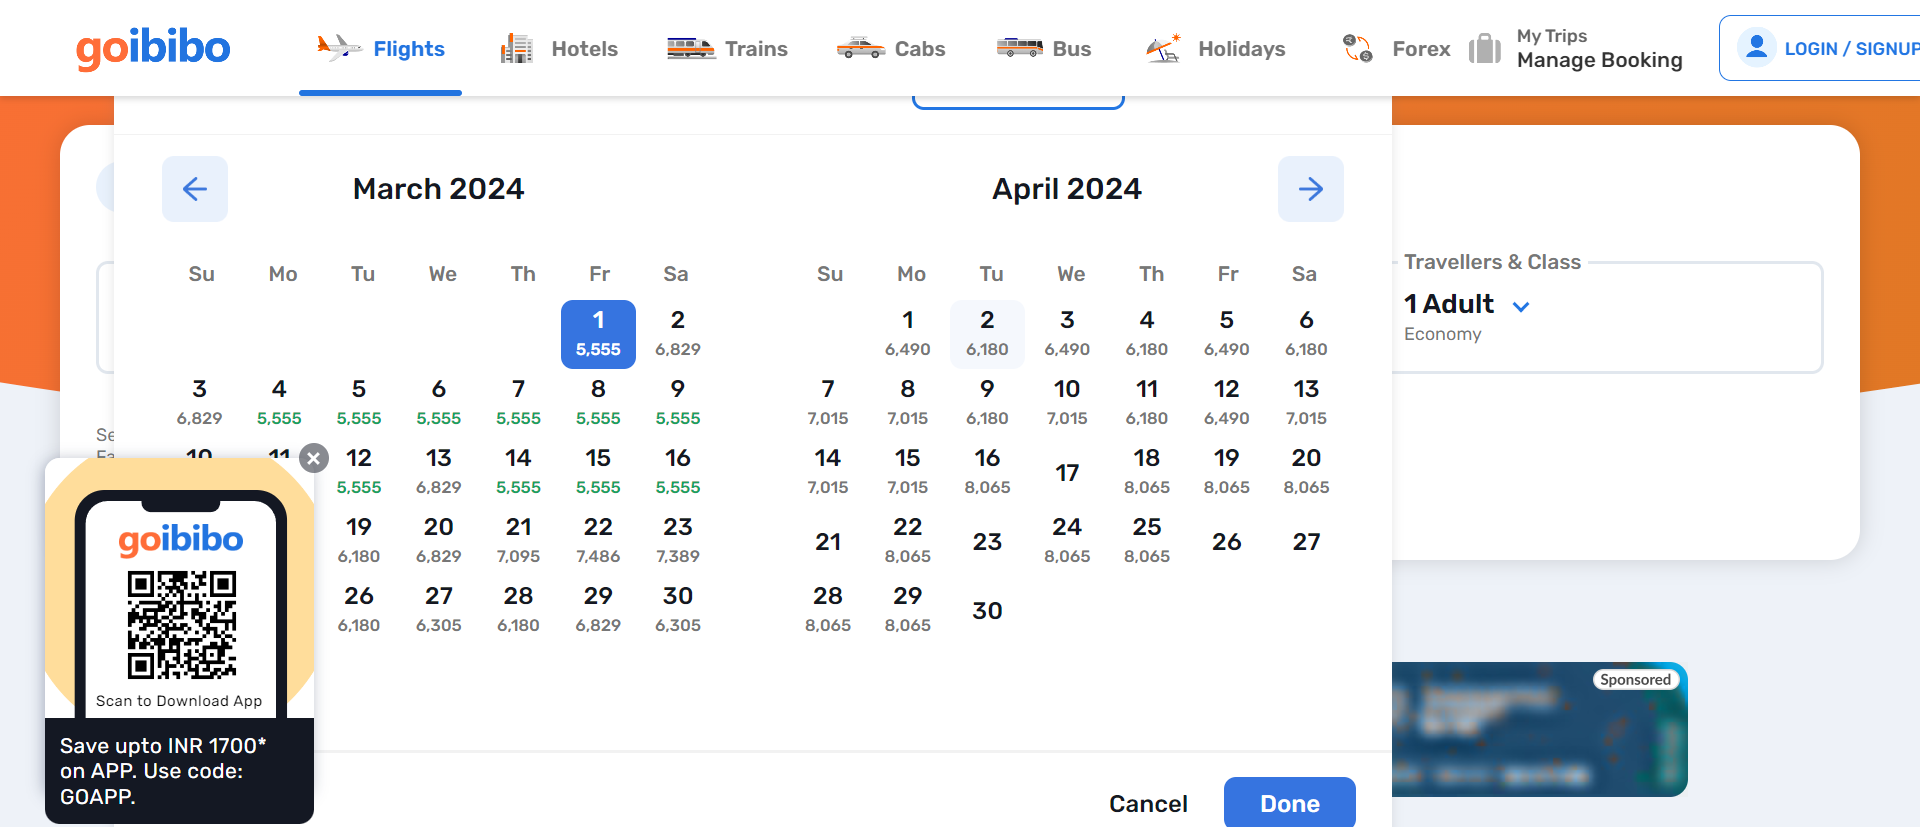 goibibo
Flights
Hotels
Trains
Cabs
Bus
Holidays
Forex
My Trips
Manage Booking
LOGIN / SIGNUP
March 2024
April 2024
Su Mo Tu We Th Fr Sa
1 2
5,555 6,829
3 4 5 6 7 8 9
6,829 5,555 5,555 5,555 5,555 5,555 5,555
10 11 12 13 14 15 16
5,555 6,829 5,555 5,555 5,555
19 20 21 22 23
6,180 6,829 7,095 7,486 7,389
26 27 28 29 30
6,180 6,305 6,180 6,829 6,305
Su Mo Tu We Th Fr Sa
1 2 3 4 5 6
6,490 6,180 6,490 6,180 6,490 6,180
7 8 9 10 11 12 13
7,015 7,015 6,180 7,015 6,180 6,490 7,015
14 15 16 17 18 19 20
7,015 7,015 8,065 8,065 8,065 8,065
21 22 23 24 25 26 27
8,065 8,065 8,065
28 29 30
8,065 8,065
Travellers & Class
1 Adult
Economy
Se
Fa
goibibo
Scan to Download App
Save upto INR 1700*
on APP. Use code:
GOAPP.
Sponsored
Cancel
Done